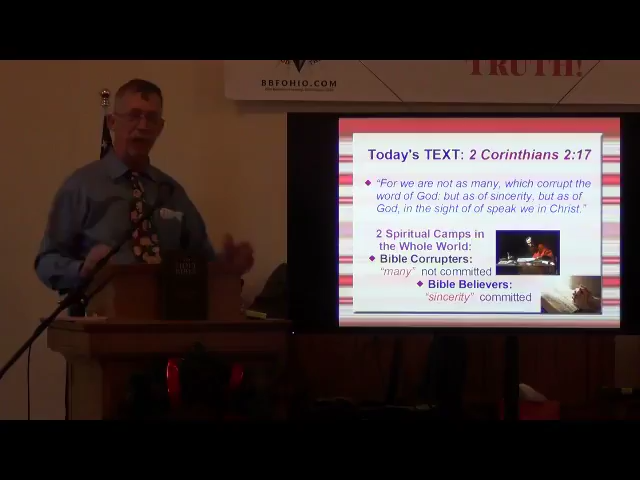 TRUTH!
BBFOHIO.COM
Today's TEXT: 2 Corinthians 2:17
"For we are not as many, which corrupt the
word of God: but as of sincerity, but as of
God, in the sight of of speak we in Christ."
2 Spiritual Camps in
the Whole World:
Bible Corrupters:
"many" not committed
Bible Believers:
"sincerity" committed
HOLY
BIBLE